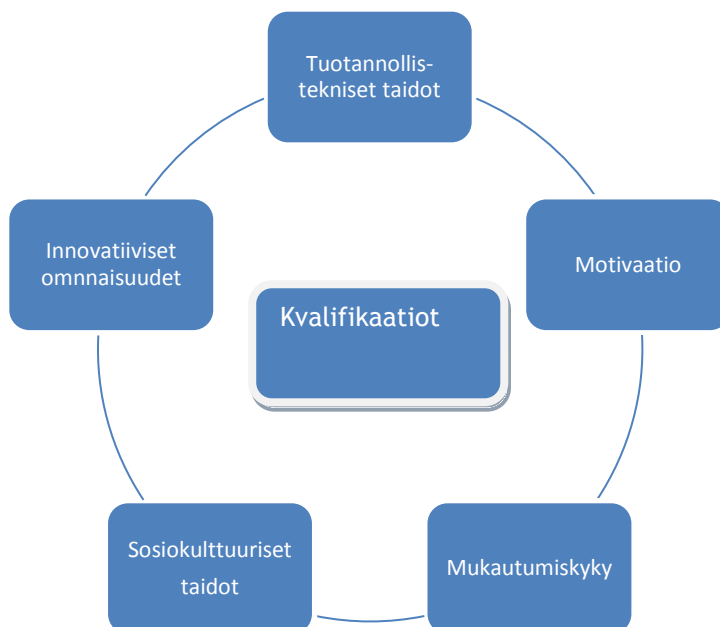 Tuotannollis-
tekniset taidot
Innovatiiviset
omnnaisuudet
Motivaatio
Kvalifikaatiot
Sosiokulttuuriset
taidot
Mukautumiskyky